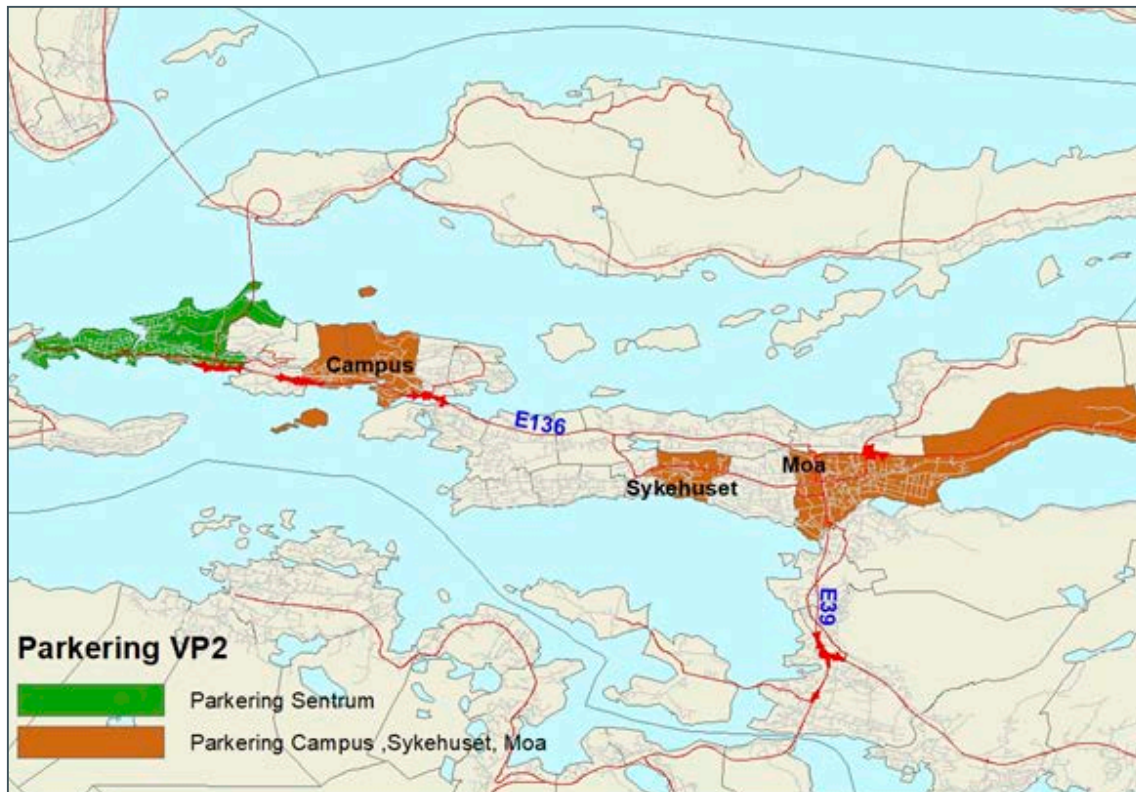 Campus
E136
Moa
Sykehuset
E39
Parkering VP2
Parkering Sentrum
Parkering Campus ,Sykehuset, Moa